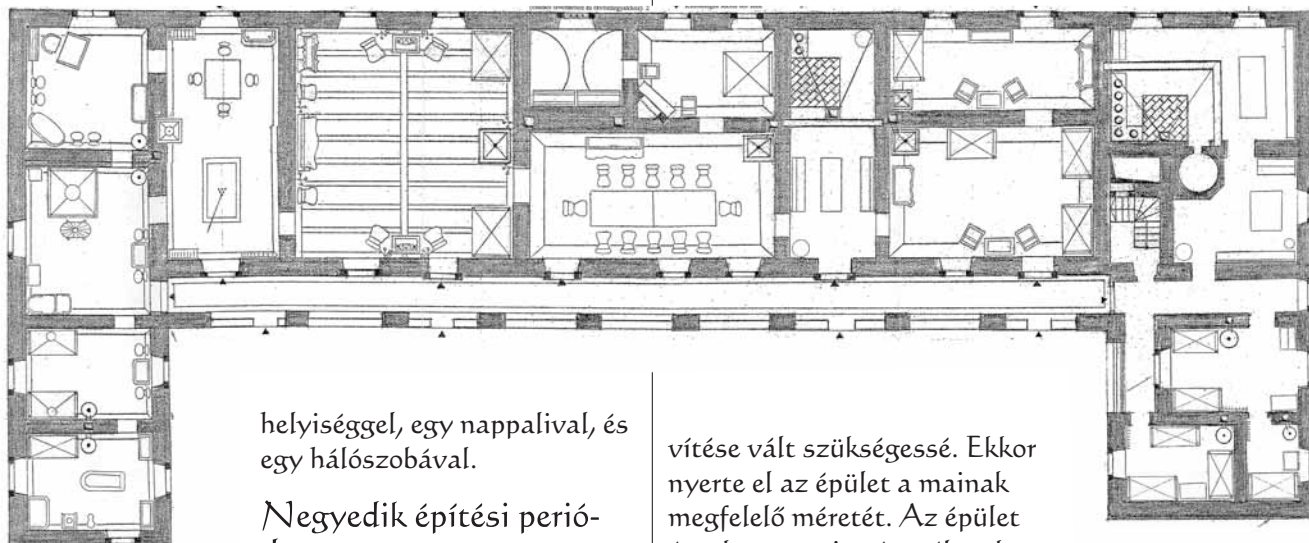 helyiséggel, egy nappalival, és
egy hálószobával.
Negyedik építési perió-
vítése vált szükségessé. Ekkor
nyerte el az épület a mainak
megfelelő méretét. Az épület